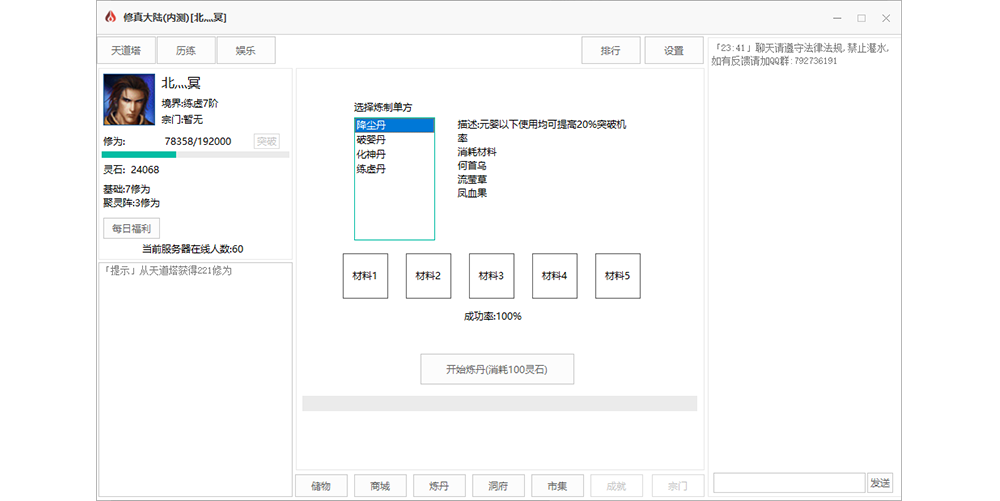 修真大陆(内测)[北灬冥]
天道塔 历练 娱乐 排行 设置
北灬冥
境界:练虚7阶
宗门:暂无
修为: 78358/192000 突破
灵石: 24068
基础:7修为
聚灵阵:3修为
每日福利
当前服务器在线人数:60
「提示」从天道塔获得221修为
选择炼制单方
降尘丹
破婴丹
化神丹
练虚丹
描述:元婴以下使用均可提高20%突破机
率
消耗材料
何首乌
流莹草
凤血果
材料1 材料2 材料3 材料4 材料5
成功率:100%
开始炼丹(消耗100灵石)
储物 商城 炼丹 洞府 市集 成就 宗门
「23:41」聊天请遵守法律法规,禁止灌水,
如有反馈请加QQ群:792736191
发送